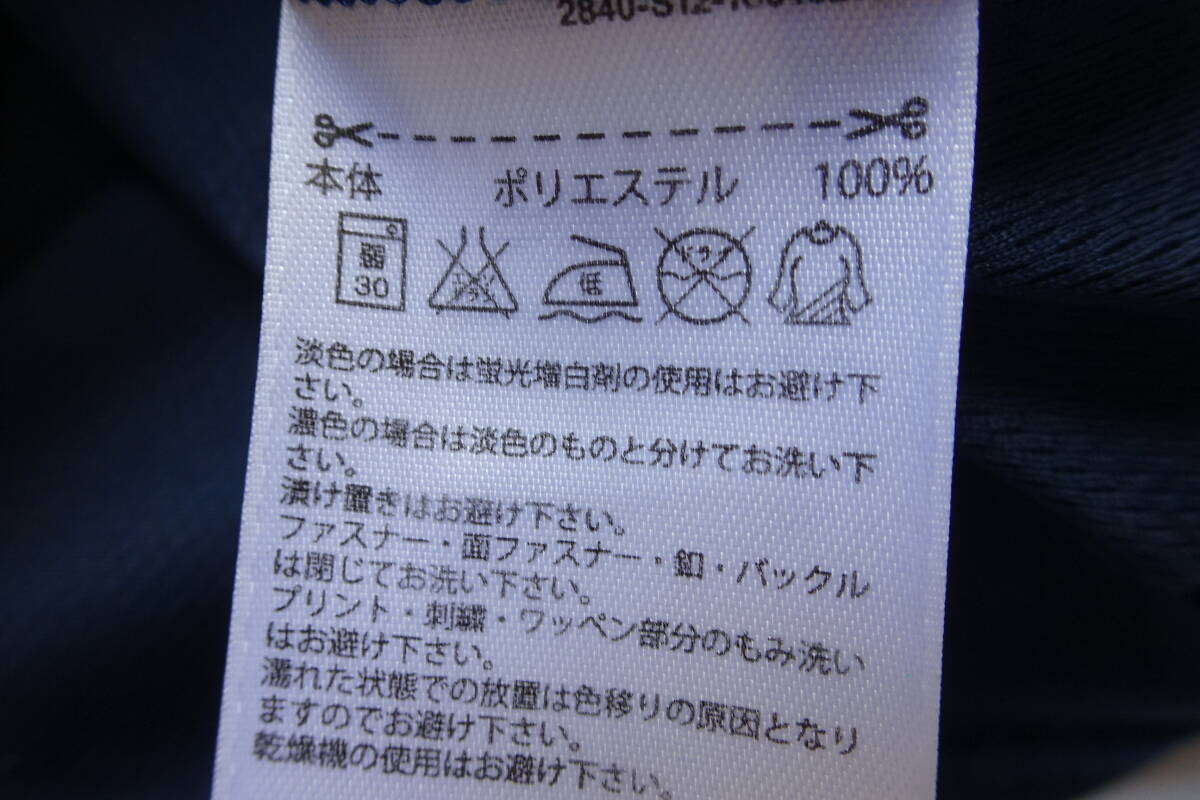 本体 ポリエステル 100%
弱
30
低
淡色の場合は蛍光増白剤の使用はお避け下
さい。
濃色の場合は淡色のものと分けてお洗い下
さい。
漬け置きはお避け下さい。
ファスナー・面ファスナー・釦・バックル
は閉じてお洗い下さい。
プリント・刺繍・ワッペン部分のもみ洗い
はお避け下さい。
濡れた状態での放置は色移りの原因となり
ますのでお避け下さい。
乾燥機の使用はお避け下さい。